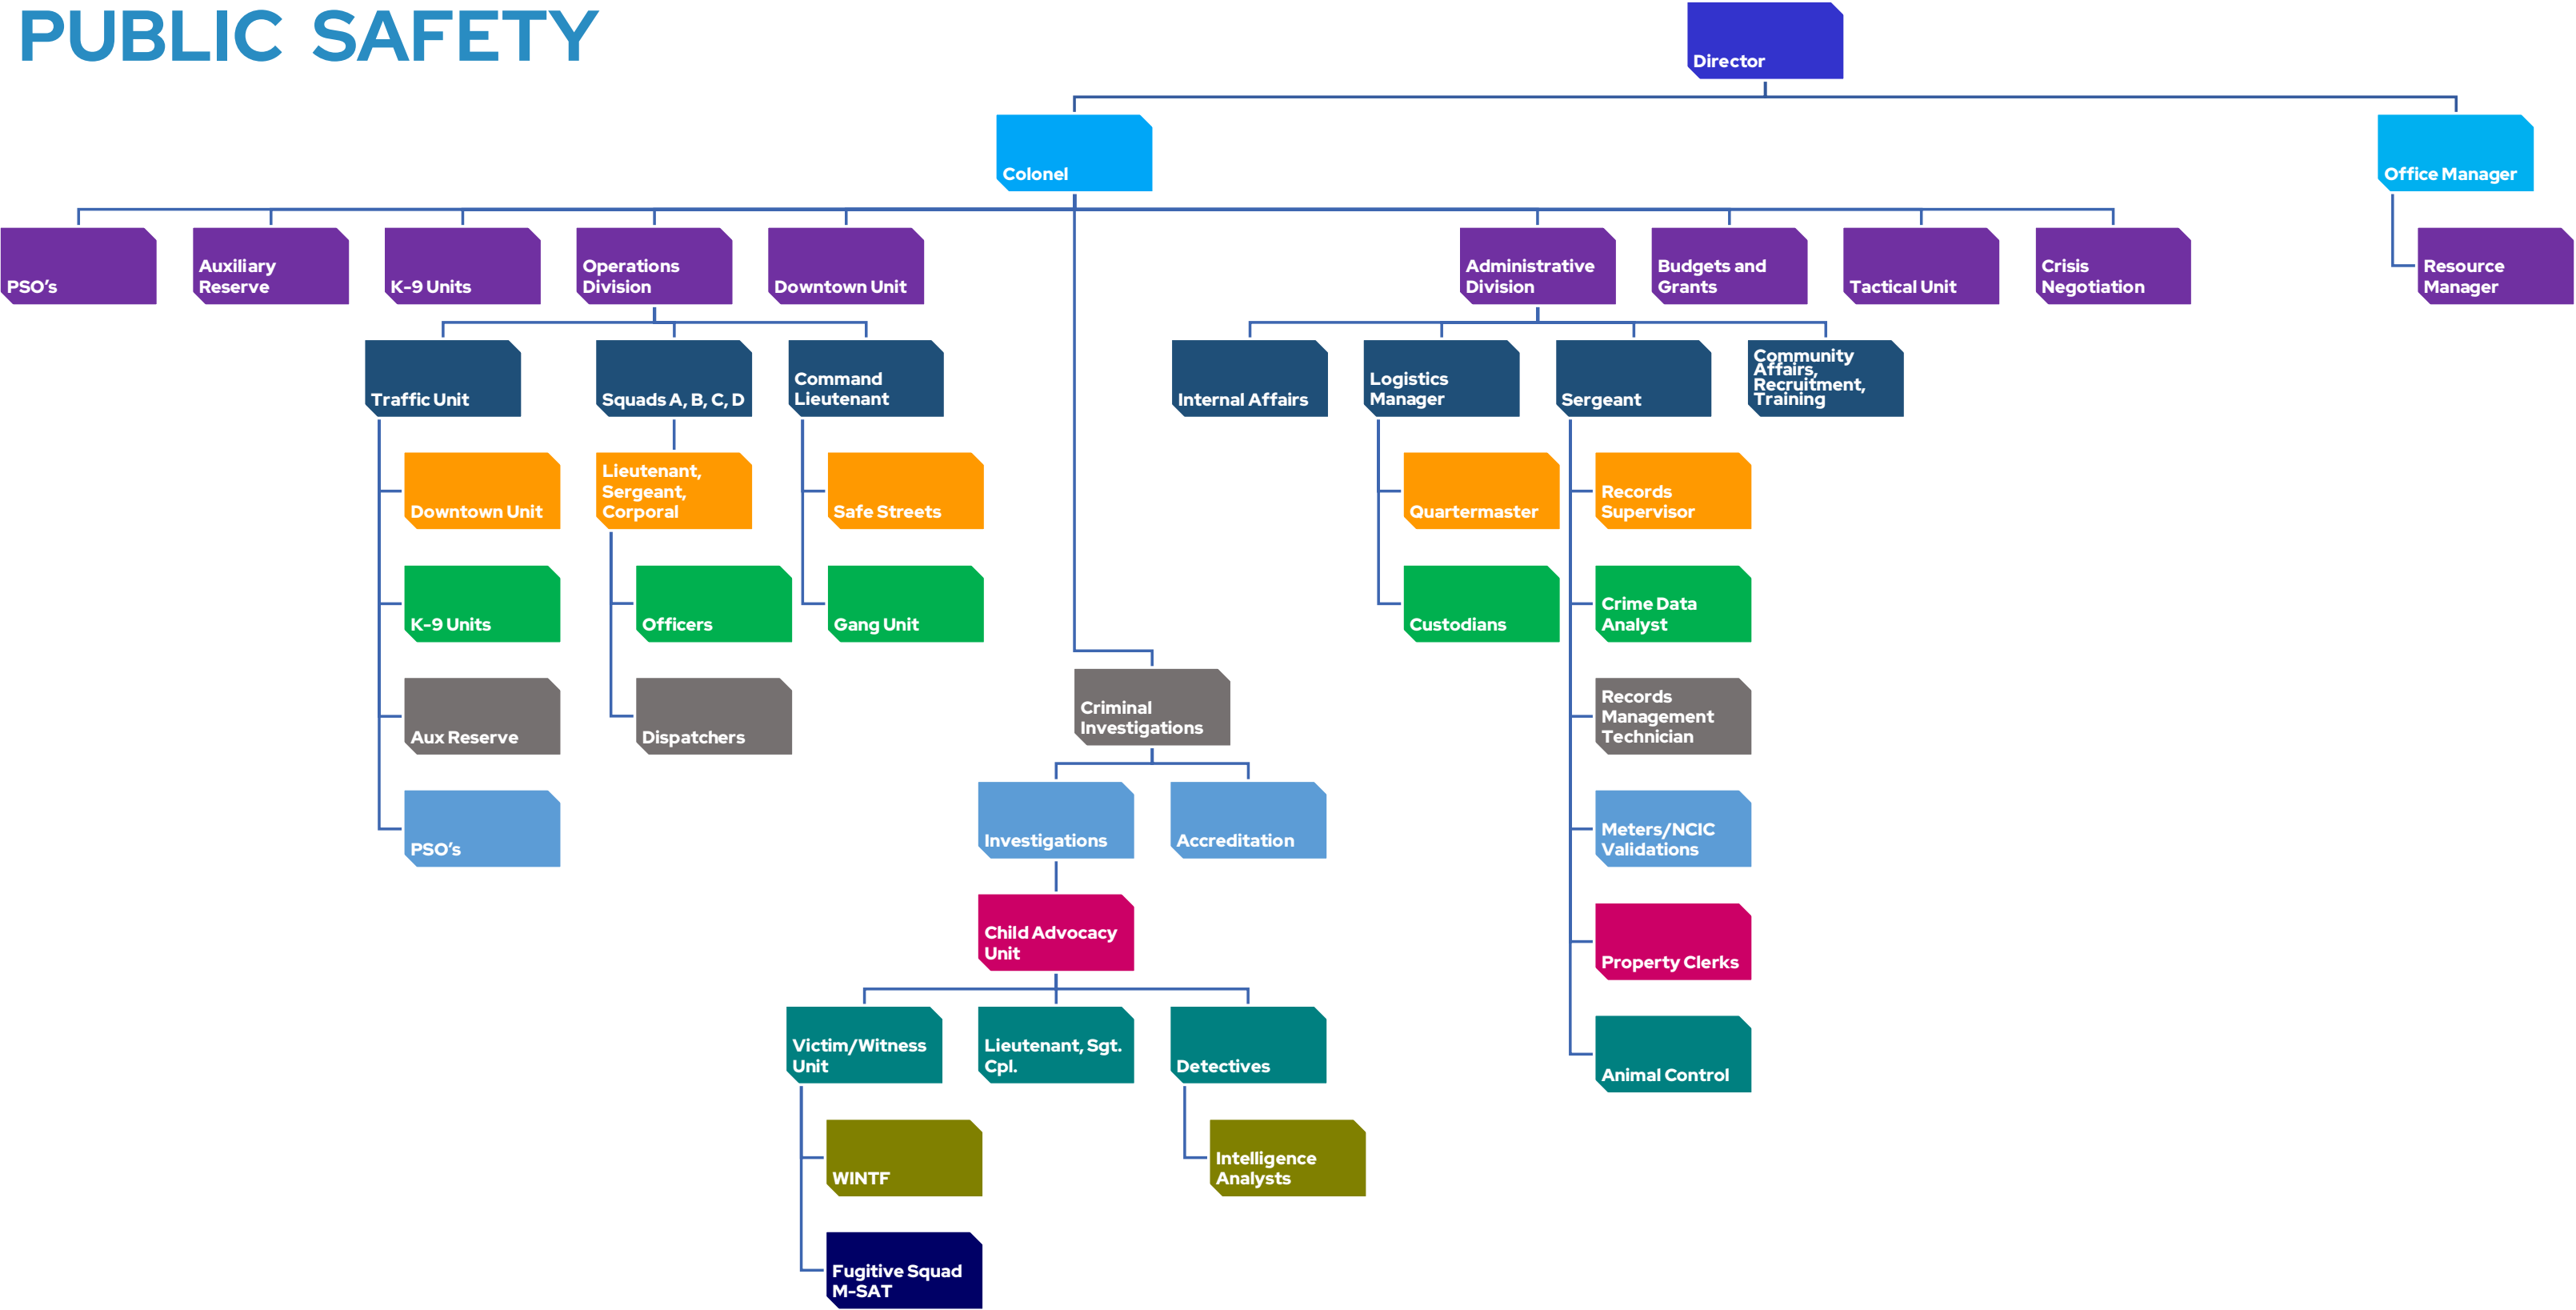 PUBLIC SAFETY
Director
Colonel
Office Manager
PSO’s
Auxiliary
Reserve
K-9 Units
Operations
Division
Downtown Unit
Administrative
Division
Budgets and
Grants
Tactical Unit
Crisis
Negotiation
Resource
Manager
Traffic Unit
Squads A, B, C, D
Command
Lieutenant
Internal Affairs
Logistics
Manager
Sergeant
Community
Affairs,
Recruitment,
Training
Downtown Unit
Lieutenant,
Sergeant,
Corporal
Safe Streets
Quartermaster
Records
Supervisor
K-9 Units
Officers
Gang Unit
Custodians
Crime Data
Analyst
Aux Reserve
Dispatchers
Criminal
Investigations
Records
Management
Technician
PSO’s
Investigations
Accreditation
Meters/NCIC
Validations
Child Advocacy
Unit
Property Clerks
Victim/Witness
Unit
Lieutenant, Sgt.
Cpl.
Detectives
Animal Control
WINTF
Intelligence
Analysts
Fugitive Squad
M-SAT